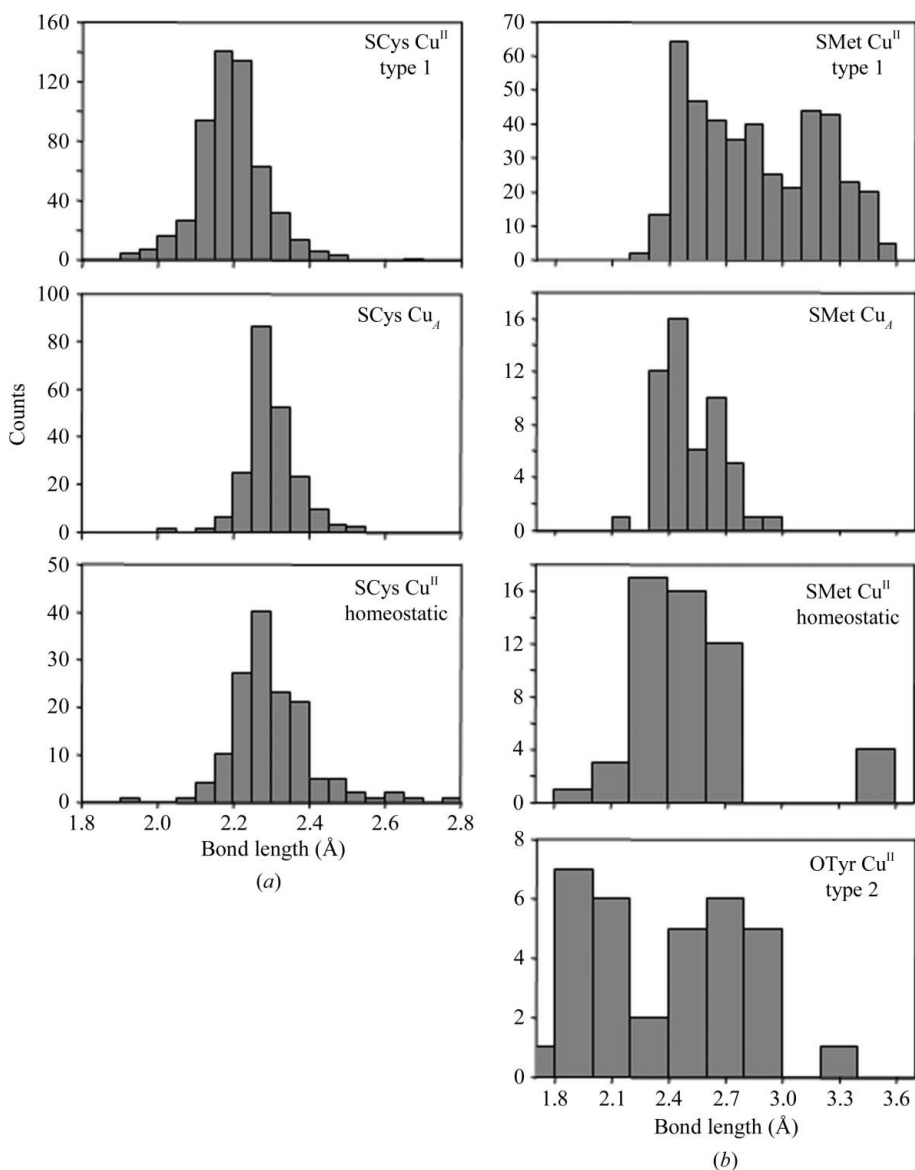 160
120
80
40
0
SCys Cu^II
type 1
100
80
60
40
20
0
SCys Cu_A
Counts
50
40
30
20
10
0
SCys Cu^II
homeostatic
1.8 2.0 2.2 2.4 2.6 2.8
Bond length (Å)
(a)
70
60
50
40
30
20
10
0
SMet Cu^II
type 1
16
12
8
4
0
SMet Cu_A
16
12
8
4
0
SMet Cu^II
homeostatic
8
6
4
2
0
OTyr Cu^II
type 2
1.8 2.1 2.4 2.7 3.0 3.3 3.6
Bond length (Å)
(b)